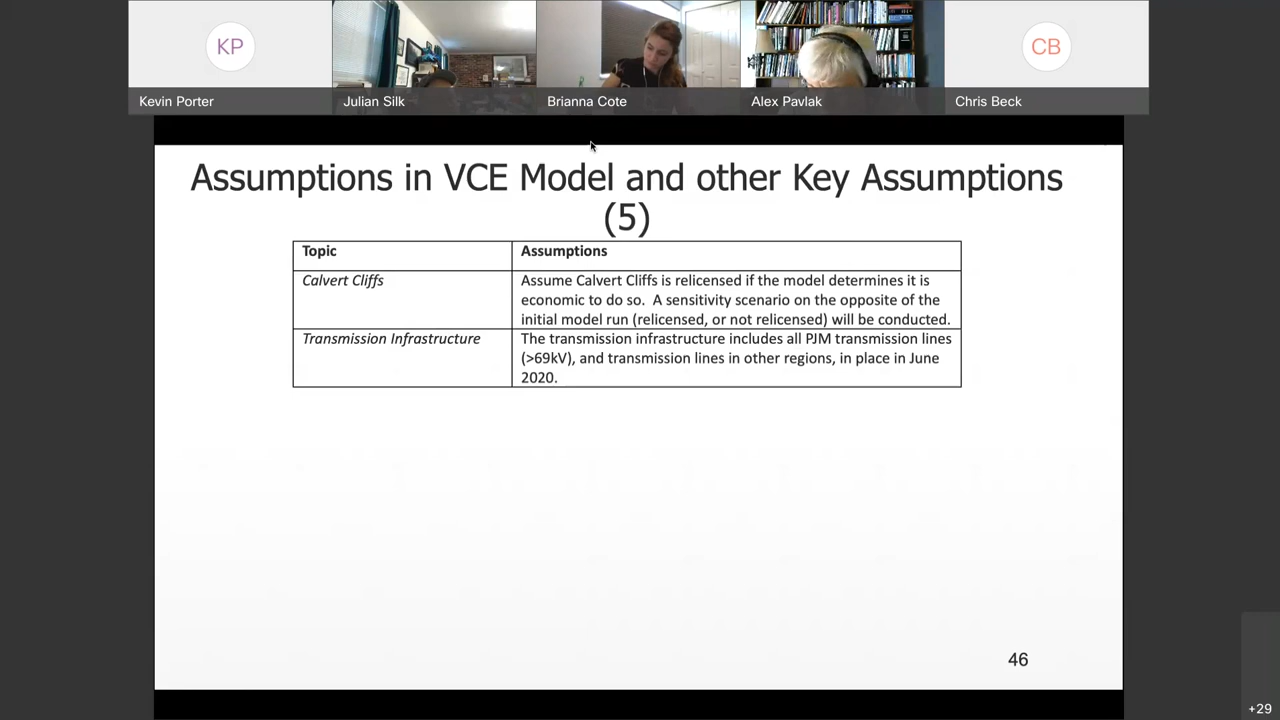 KP
CB
Kevin Porter
Julian Silk
Brianna Cote
Alex Pavlak
Chris Beck
Assumptions in VCE Model and other Key Assumptions
(5)
Topic
Assumptions
Calvert Cliffs
Assume Calvert Cliffs is relicensed if the model determines it is
economic to do so.  A sensitivity scenario on the opposite of the
initial model run (relicensed, or not relicensed) will be conducted.
Transmission Infrastructure
The transmission infrastructure includes all PJM transmission lines
(>69kV), and transmission lines in other regions, in place in June
2020.
46
+29